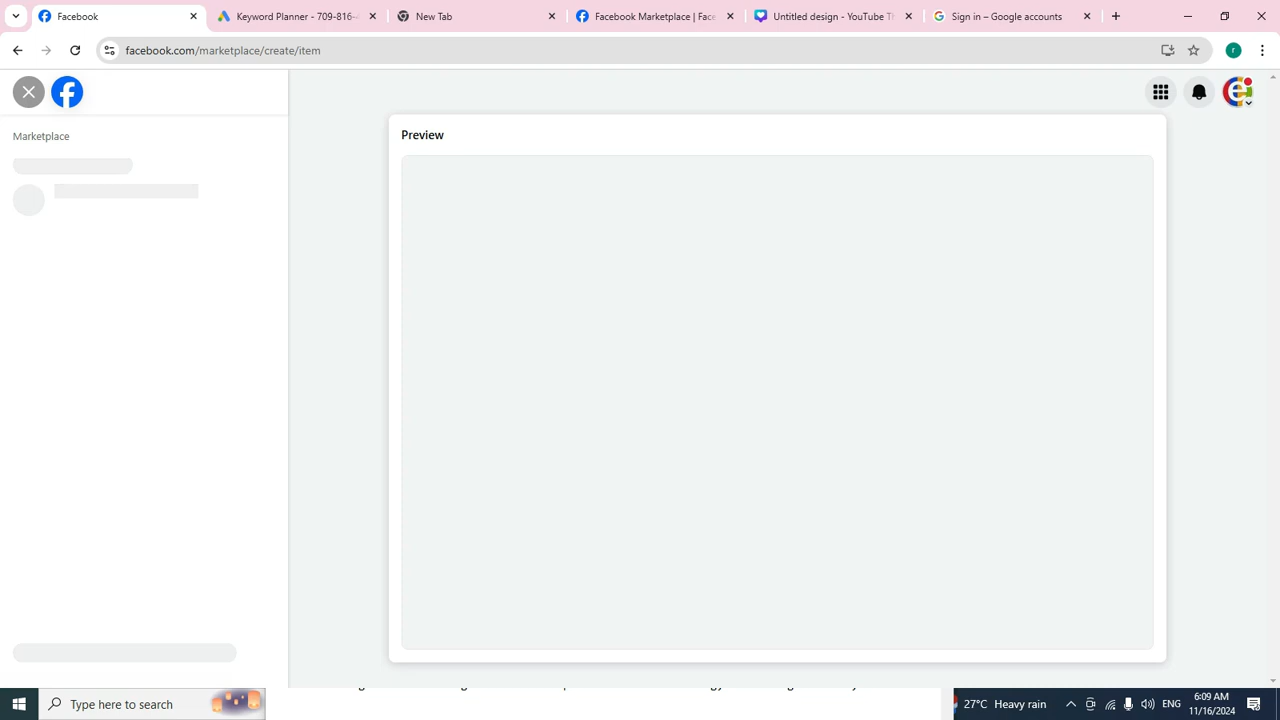 Facebook
Keyword Planner - 709-816-4
New Tab
Facebook Marketplace | Face
Untitled design - YouTube Th
Sign in – Google accounts
facebook.com/marketplace/create/item
r
Marketplace
Preview
Type here to search
27°C Heavy rain
ENG
6:09 AM
11/16/2024